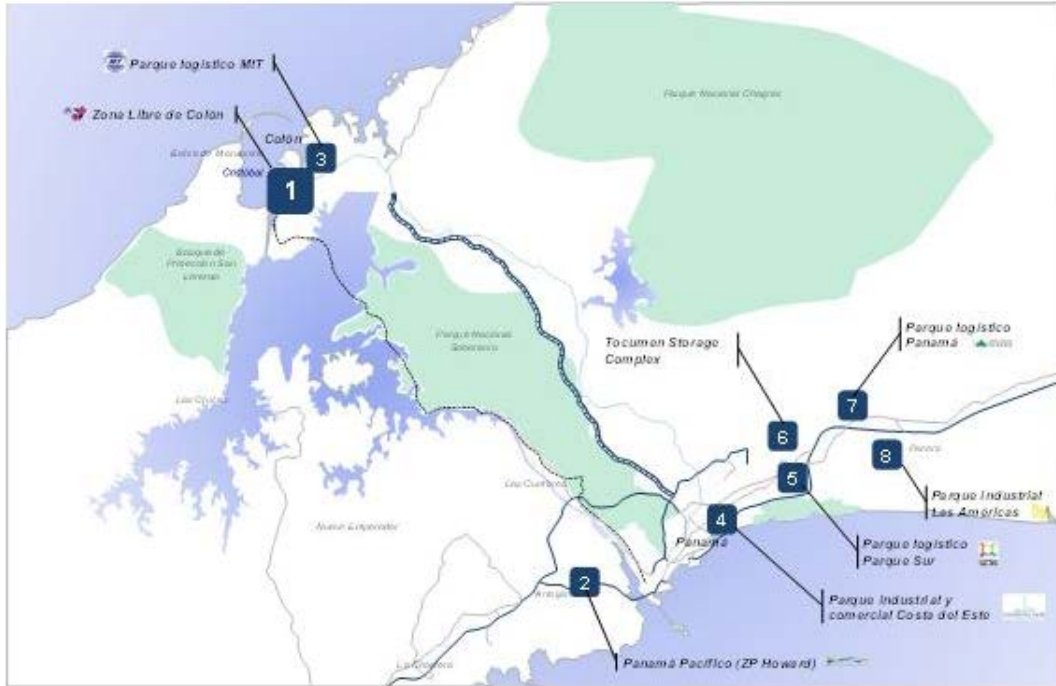 Parque logístico MIT
Zona Libre de Colón
Colón
3
Cristóbal
1
Parque Nacional Chagres
Parque Nacional
Soberanía
Tocumen Storage
Complex
Parque logístico
Panamá
7
6
8
5
Parque Industrial
Las Américas
4
Panamá
Parque logístico
Parque Sur
Nuevo Emperador
2
Parque Industrial y
comercial Costa del Este
Panamá Pacífico (ZP Howard)